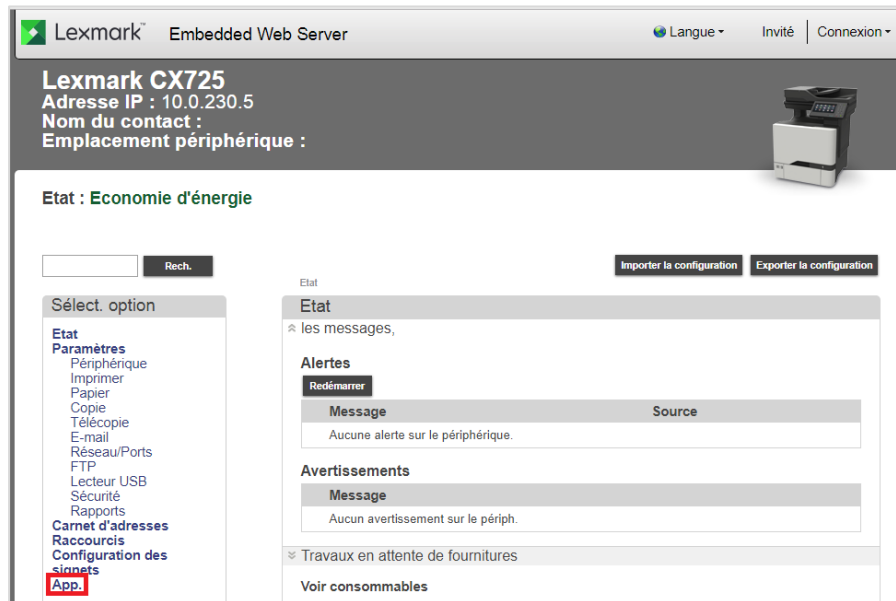 Lexmark™ Embedded Web Server Langue Invité Connexion
Lexmark CX725
Adresse IP : 10.0.230.5
Nom du contact :
Emplacement périphérique :
Etat : Economie d'énergie
Rech. Importer la configuration Exporter la configuration
Etat
Sélect. option
Etat
Paramètres
Périphérique
Imprimer
Papier
Copie
Télécopie
E-mail
Réseau/Ports
FTP
Lecteur USB
Sécurité
Rapports
Carnet d'adresses
Raccourcis
Configuration des
signets
App.
Etat
les messages,
Alertes
Redémarrer
Message Source
Aucune alerte sur le périphérique.
Avertissements
Message
Aucun avertissement sur le périph.
Travaux en attente de fournitures
Voir consommables